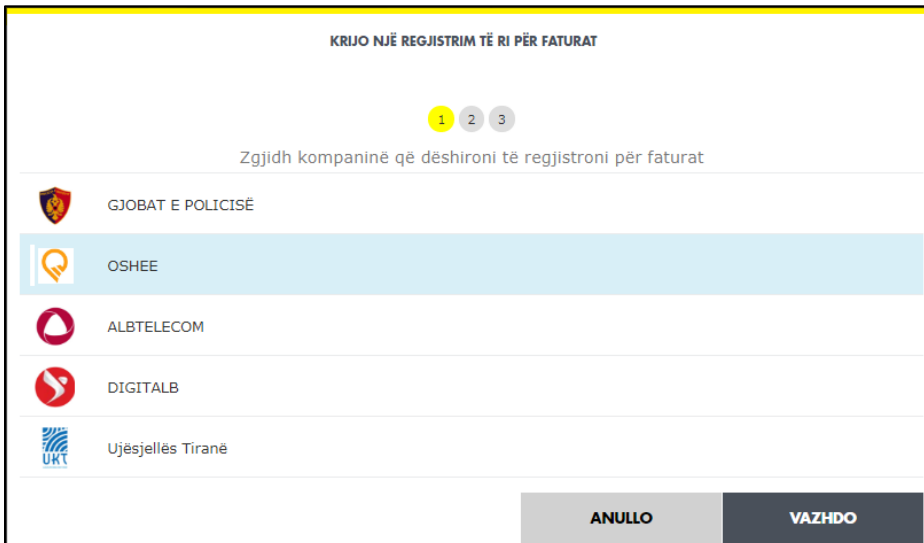 KRIJO NJË REGJISTRIM TË RI PËR FATURAT
1 2 3
Zgjidh kompaninë që dëshironi të regjistroni për faturat
GJOBAT E POLICISË
OSHEE
ALBTELECOM
DIGITALB
UKT
Ujësjellës Tiranë
ANULLO
VAZHDO